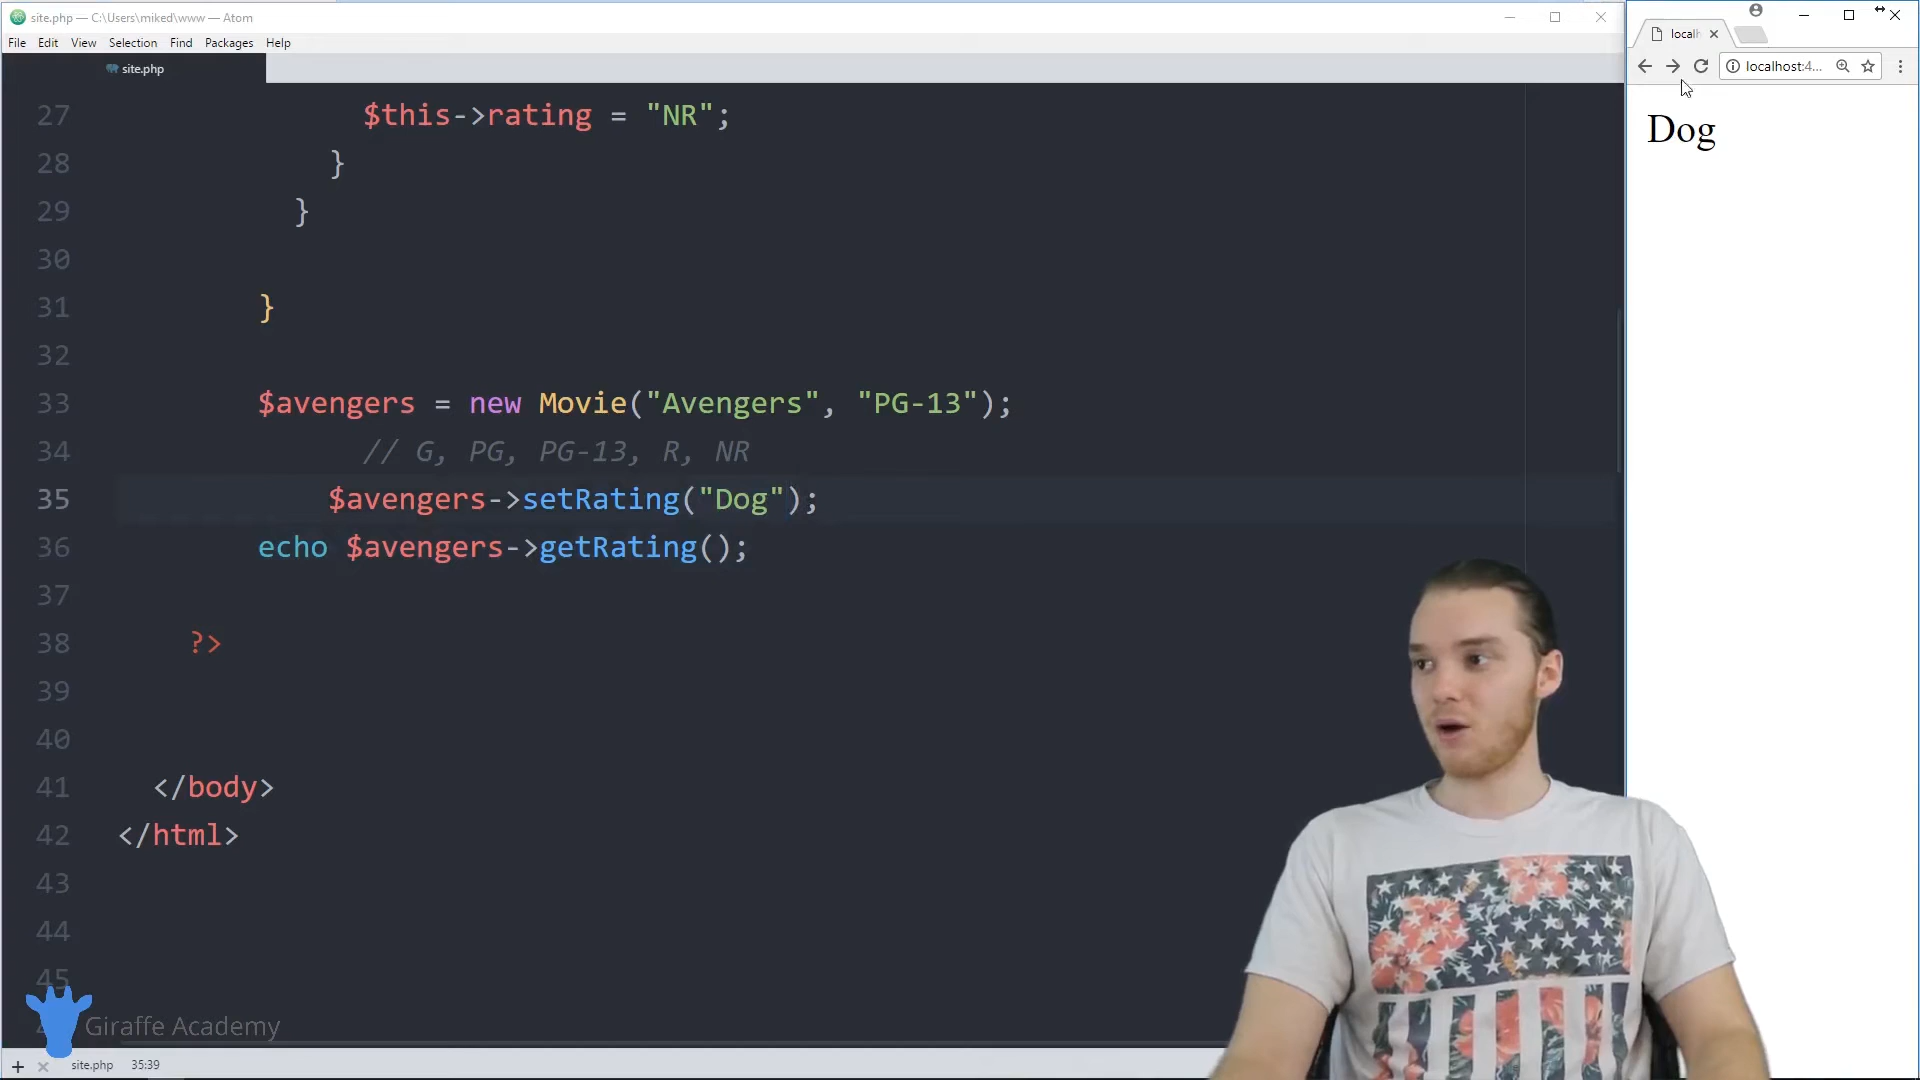 site.php — C:\Users\miked\www — Atom
File Edit View Selection Find Packages Help
site.php
27 $this->rating = "NR";
28 }
29 }
30
31 }
32
33 $avengers = new Movie("Avengers", "PG-13");
34 // G, PG, PG-13, R, NR
35 $avengers->setRating("Dog");
36 echo $avengers->getRating();
37
38 ?>
39
40
41 </body>
42 </html>
43
44
45
Giraffe Academy
+ × site.php 35:39
localh
localhost:4...
Dog